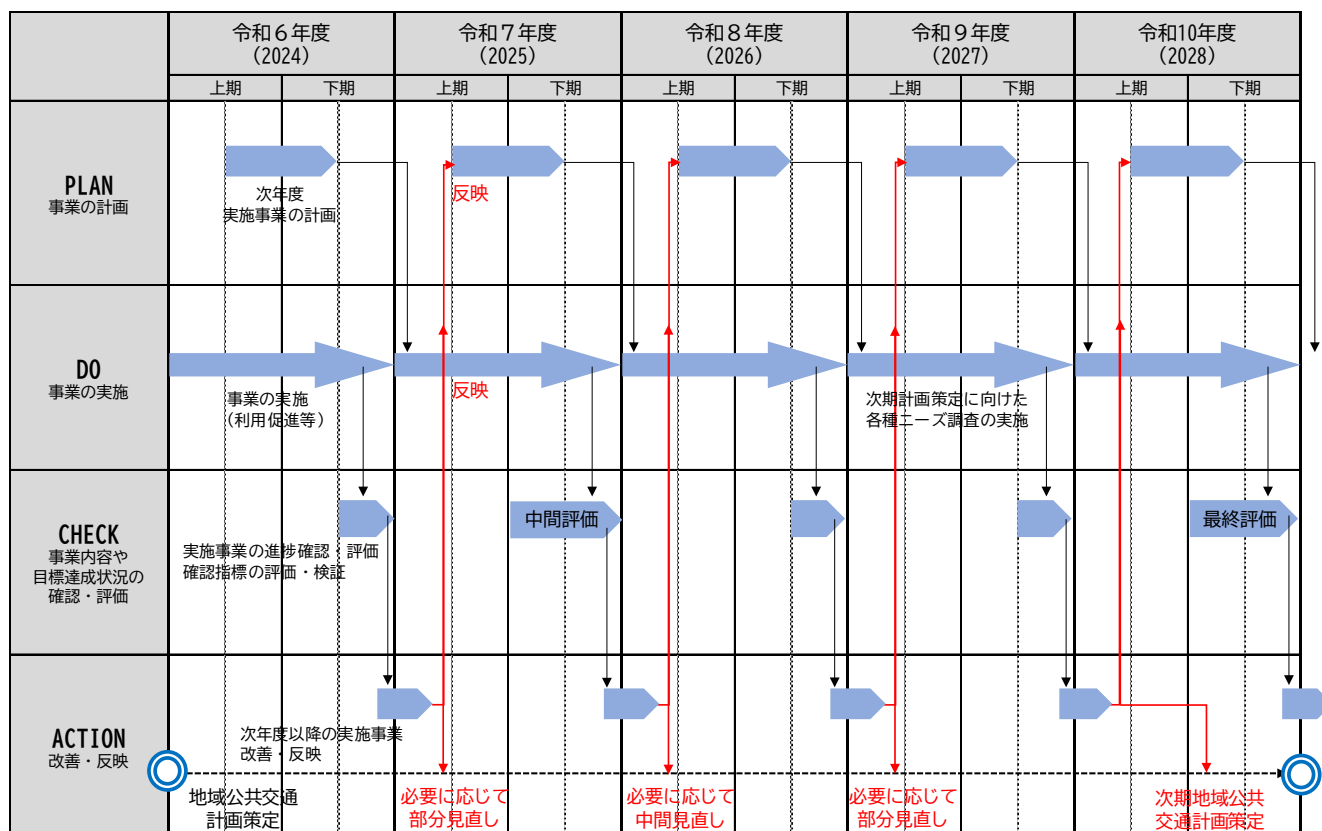 令和６年度
(2024)
令和７年度
(2025)
令和８年度
(2026)
令和９年度
(2027)
令和10年度
(2028)
上期
下期
上期
下期
上期
下期
上期
下期
上期
下期
PLAN
事業の計画
次年度
実施事業の計画
反映
DO
事業の実施
事業の実施
（利用促進等）
反映
次期計画策定に向けた
各種ニーズ調査の実施
CHECK
事業内容や
目標達成状況の
確認・評価
実施事業の進捗確認・評価
確認指標の評価・検証
中間評価
最終評価
ACTION
改善・反映
次年度以降の実施事業
改善・反映
地域公共交通
計画策定
必要に応じて
部分見直し
必要に応じて
中間見直し
必要に応じて
部分見直し
次期地域公共
交通計画策定